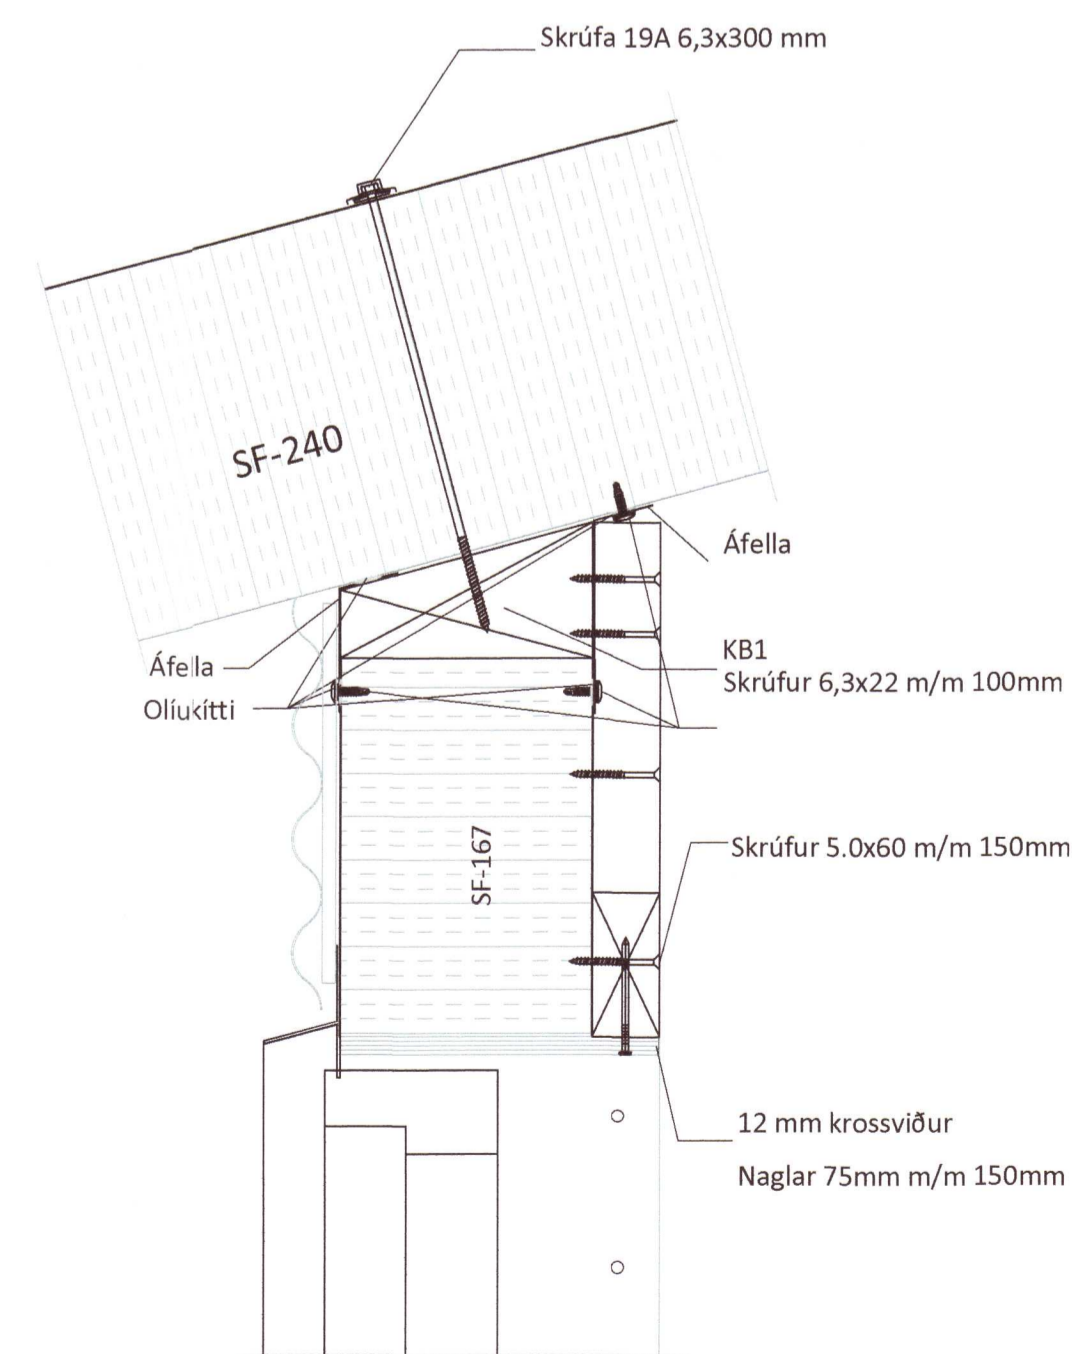 Skrúfa 19A 6,3x300 mm
SF-240
Áfella
Áfella
Olíukítti
KB1
Skrúfur 6,3x22 m/m 100mm
SF-167
Skrúfur 5.0x60 m/m 150mm
12 mm krossviður
Naglar 75mm m/m 150mm